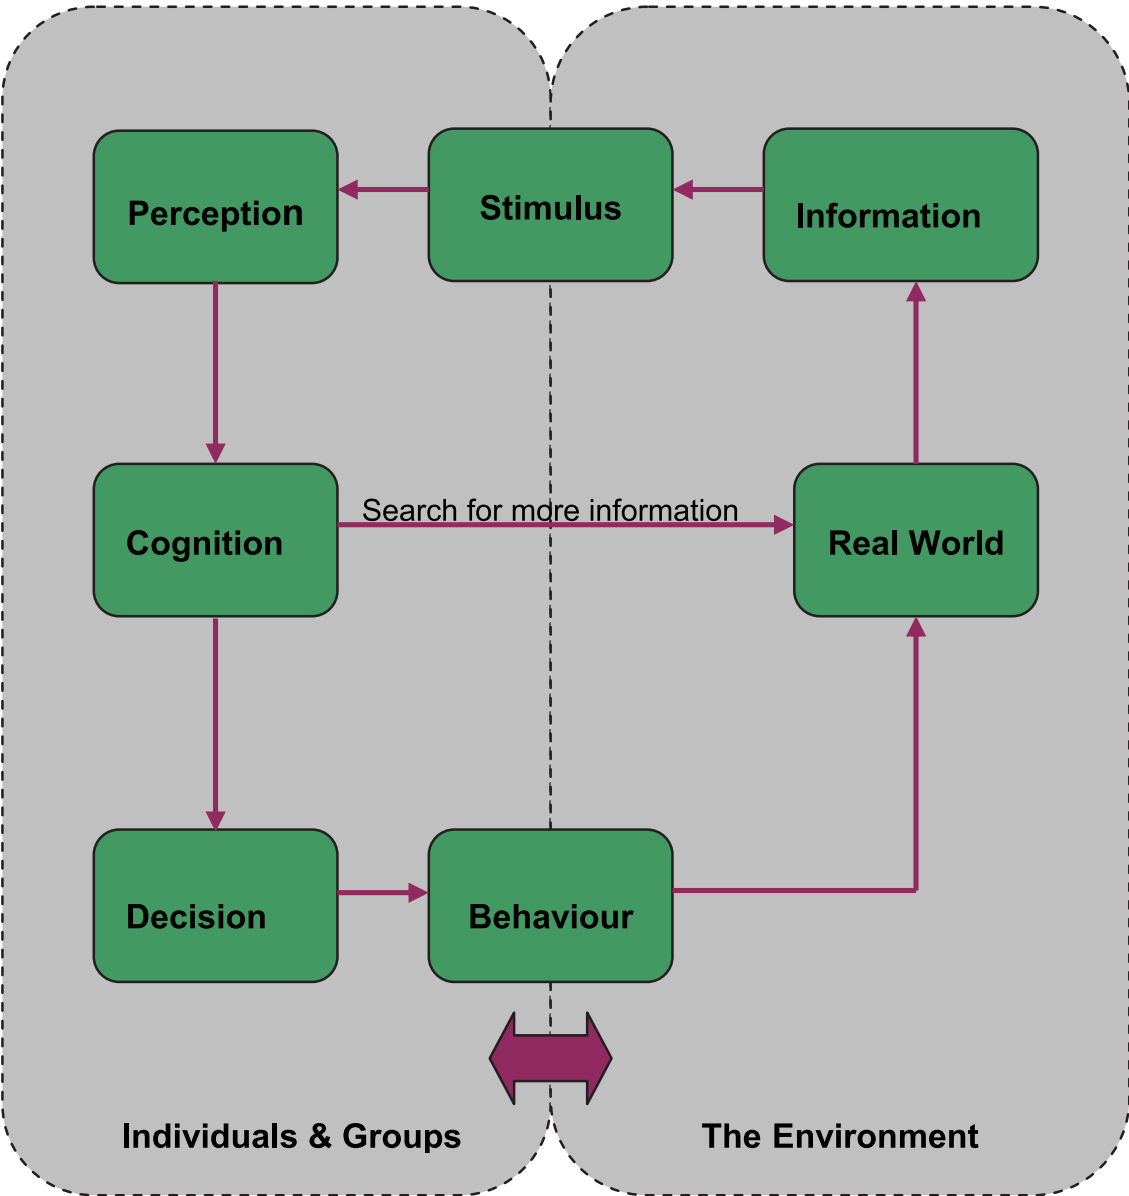 Perception
Stimulus
Information
Cognition
Search for more information
Real World
Decision
Behaviour
Individuals & Groups
The Environment